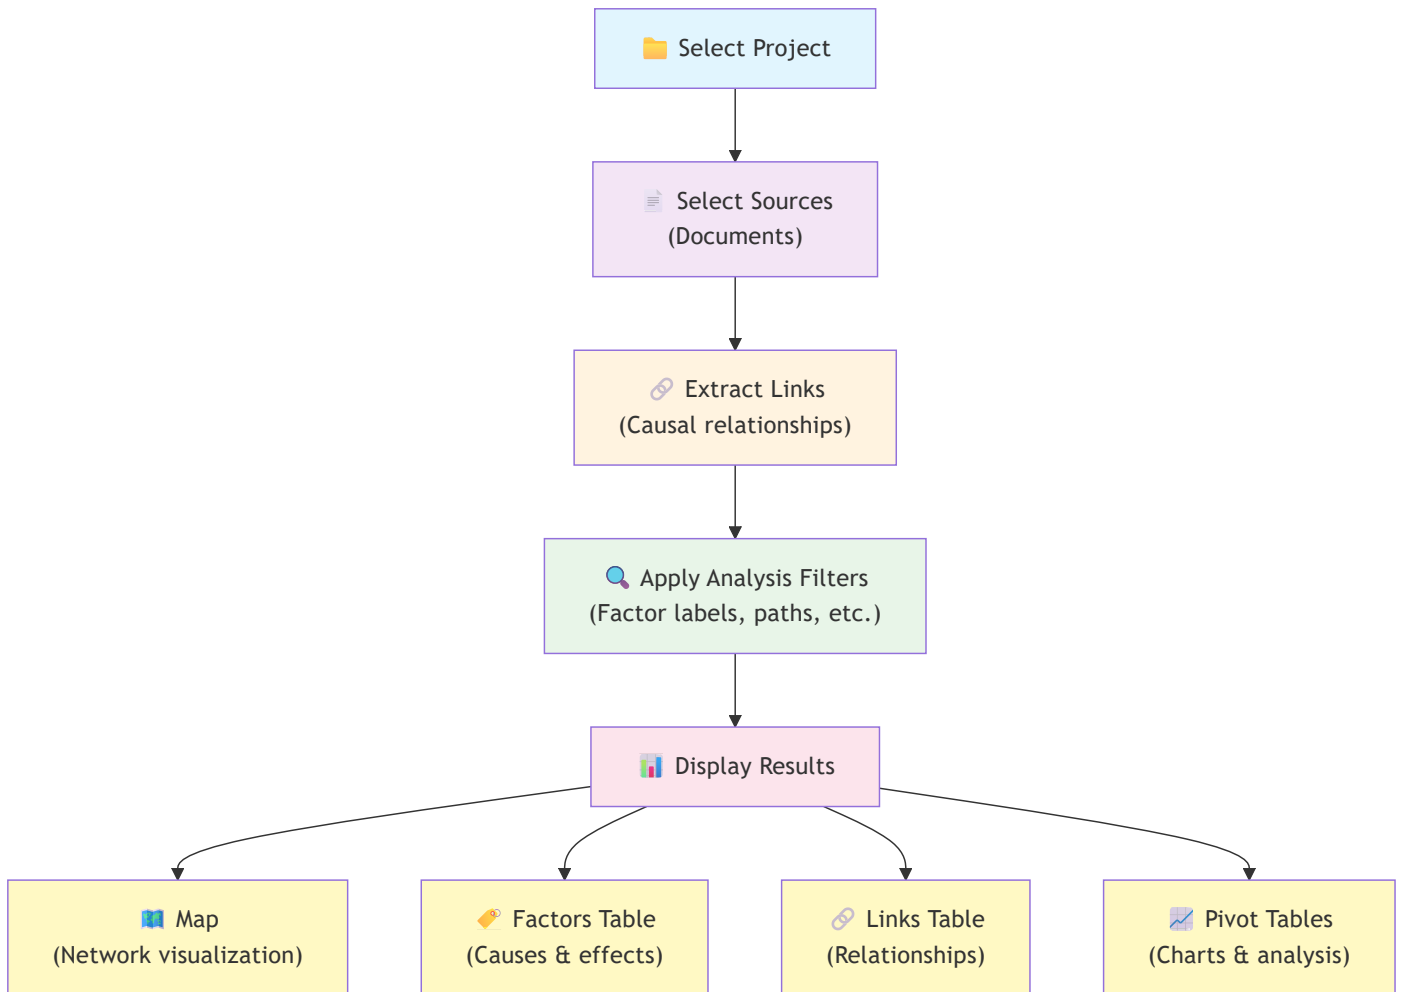 Select Project
Select Sources
(Documents)
Extract Links
(Causal relationships)
Apply Analysis Filters
(Factor labels, paths, etc.)
Display Results
Map
(Network visualization)
Factors Table
(Causes & effects)
Links Table
(Relationships)
Pivot Tables
(Charts & analysis)